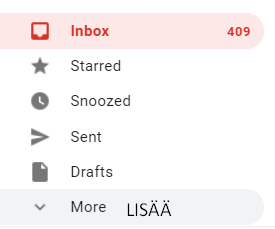 Inbox 409
Starred
Snoozed
Sent
Drafts
More LISÄÄ